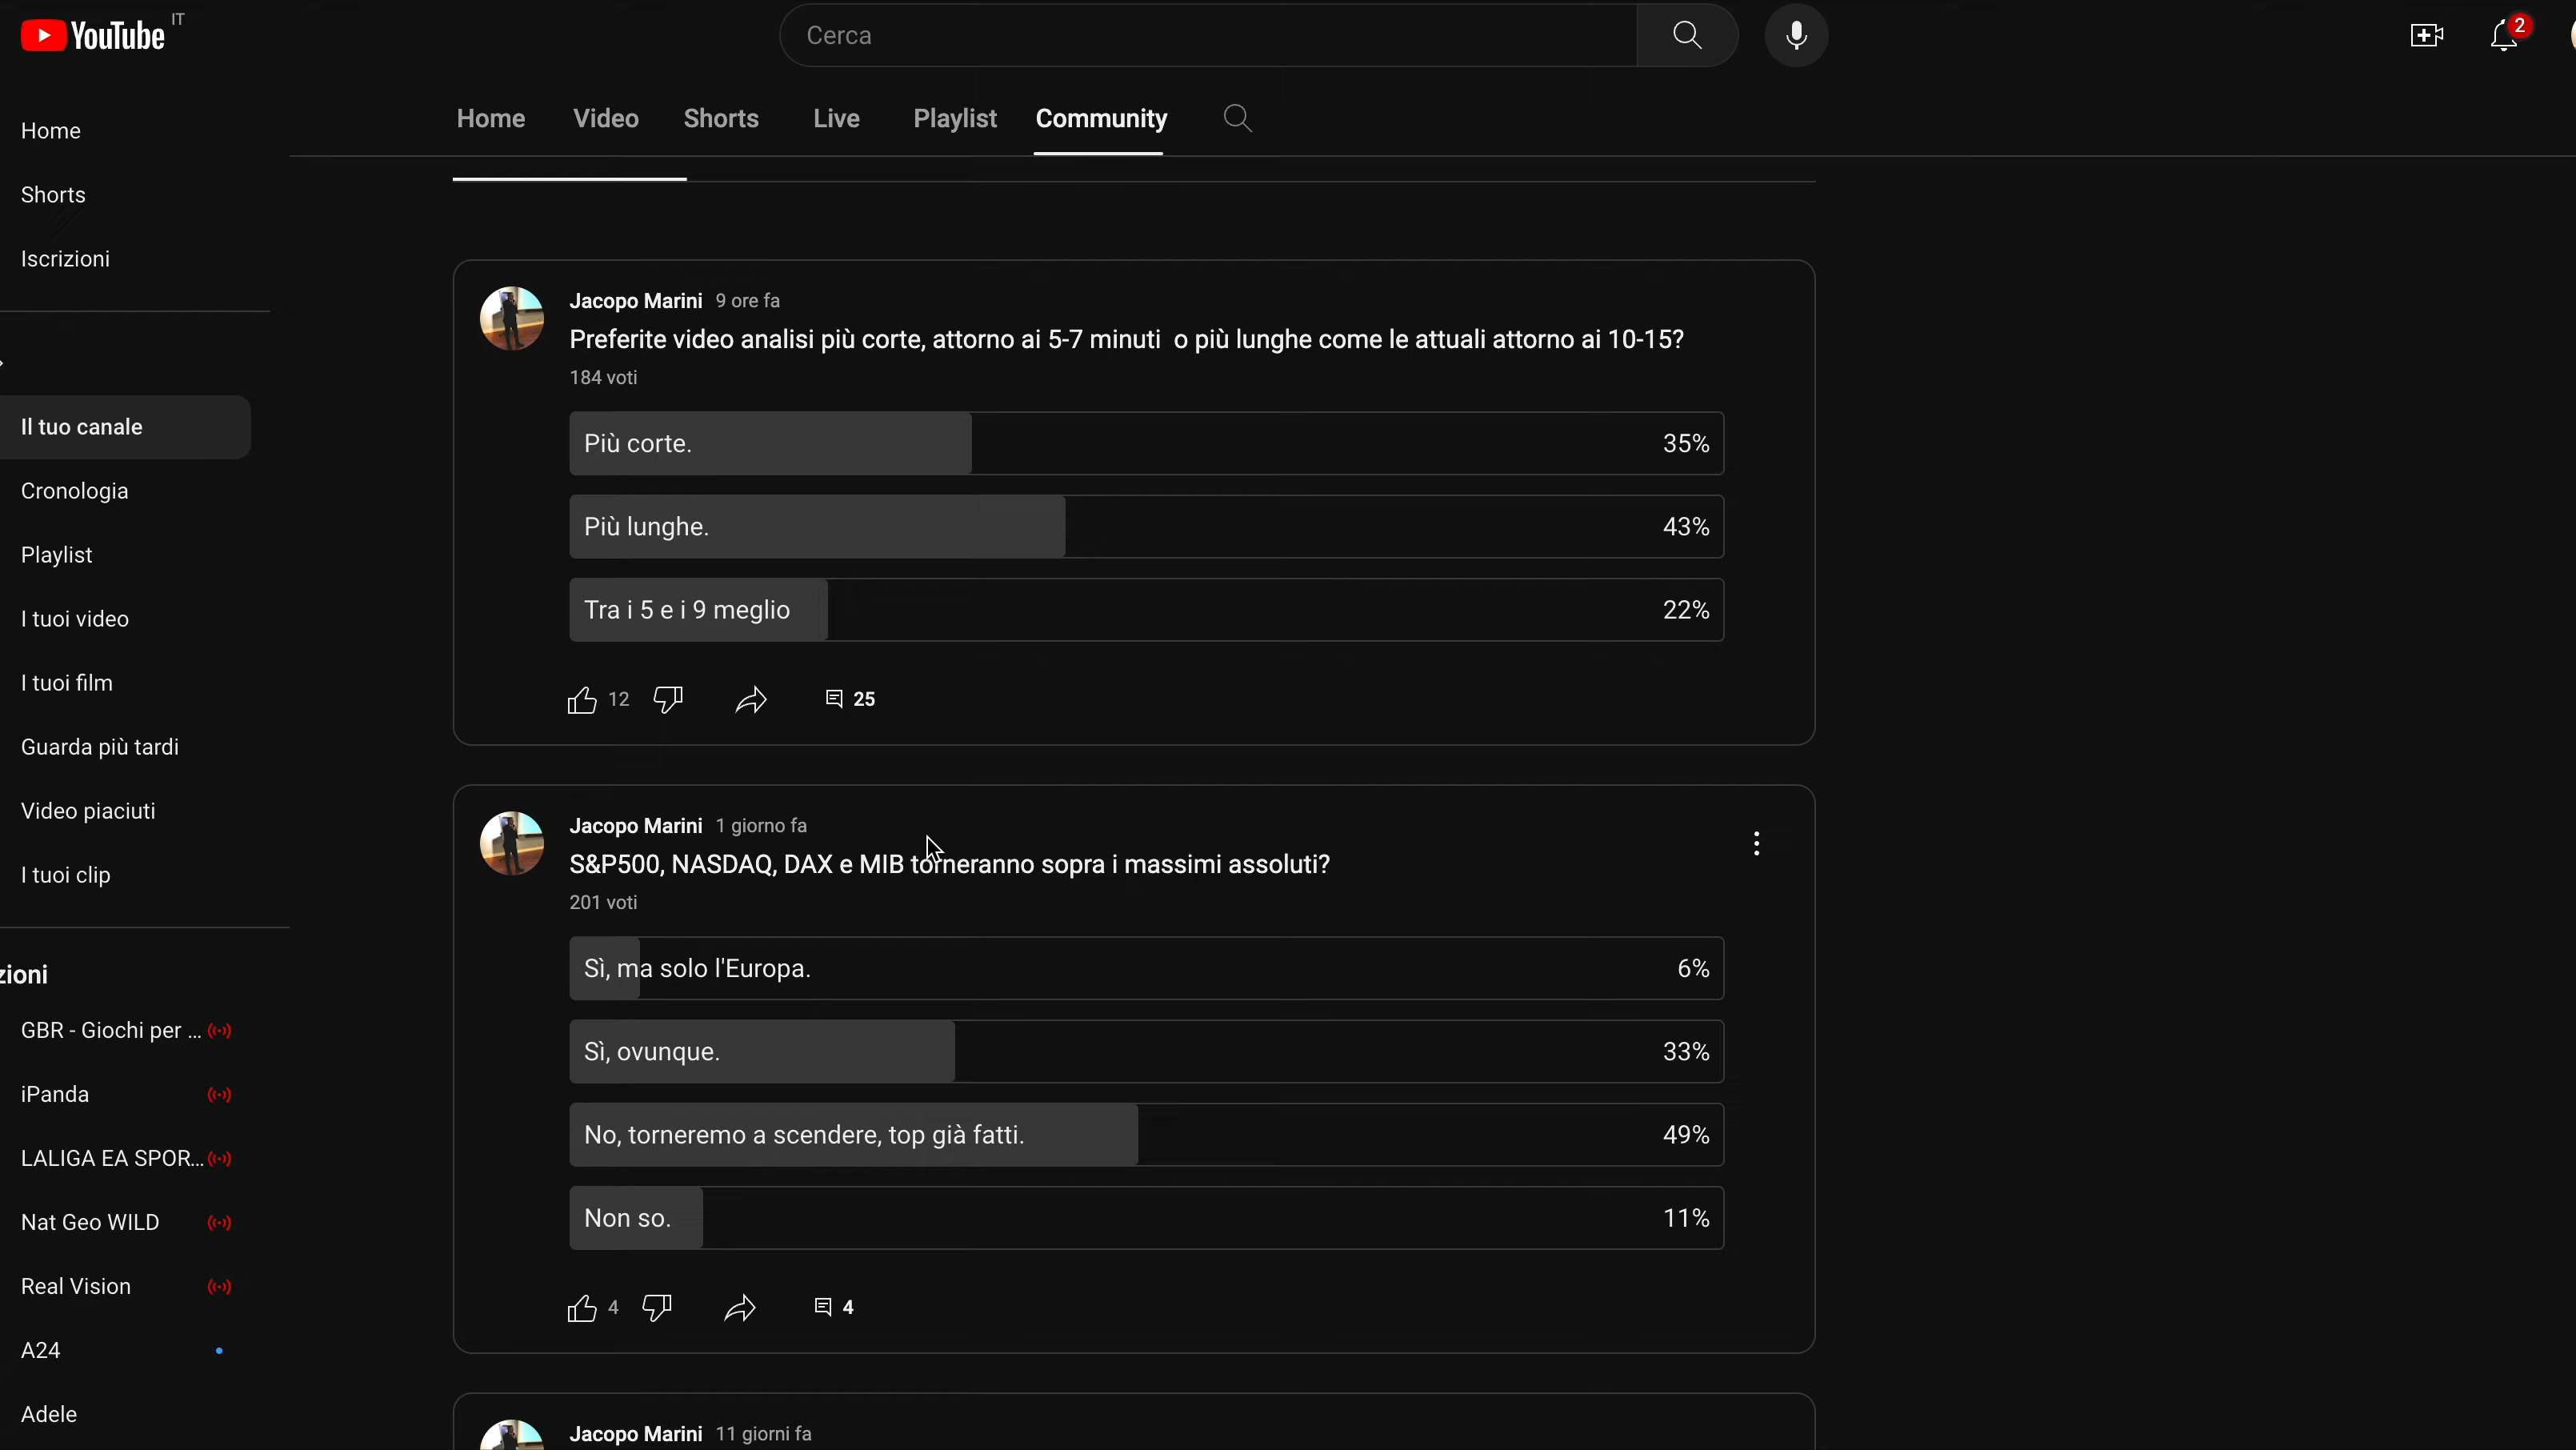 YouTube IT
Cerca
2
Home
Shorts
Iscrizioni
Il tuo canale
Cronologia
Playlist
I tuoi video
I tuoi film
Guarda più tardi
Video piaciuti
I tuoi clip
zioni
GBR - Giochi per ...
iPanda
LALIGA EA SPOR...
Nat Geo WILD
Real Vision
A24
Adele
Home Video Shorts Live Playlist Community
Jacopo Marini 9 ore fa
Preferite video analisi più corte, attorno ai 5-7 minuti o più lunghe come le attuali attorno ai 10-15?
184 voti
Più corte. 35%
Più lunghe. 43%
Tra i 5 e i 9 meglio 22%
12 25
Jacopo Marini 1 giorno fa
S&P500, NASDAQ, DAX e MIB torneranno sopra i massimi assoluti?
201 voti
Sì, ma solo l'Europa. 6%
Sì, ovunque. 33%
No, torneremo a scendere, top già fatti. 49%
Non so. 11%
4 4
Jacopo Marini 11 giorni fa